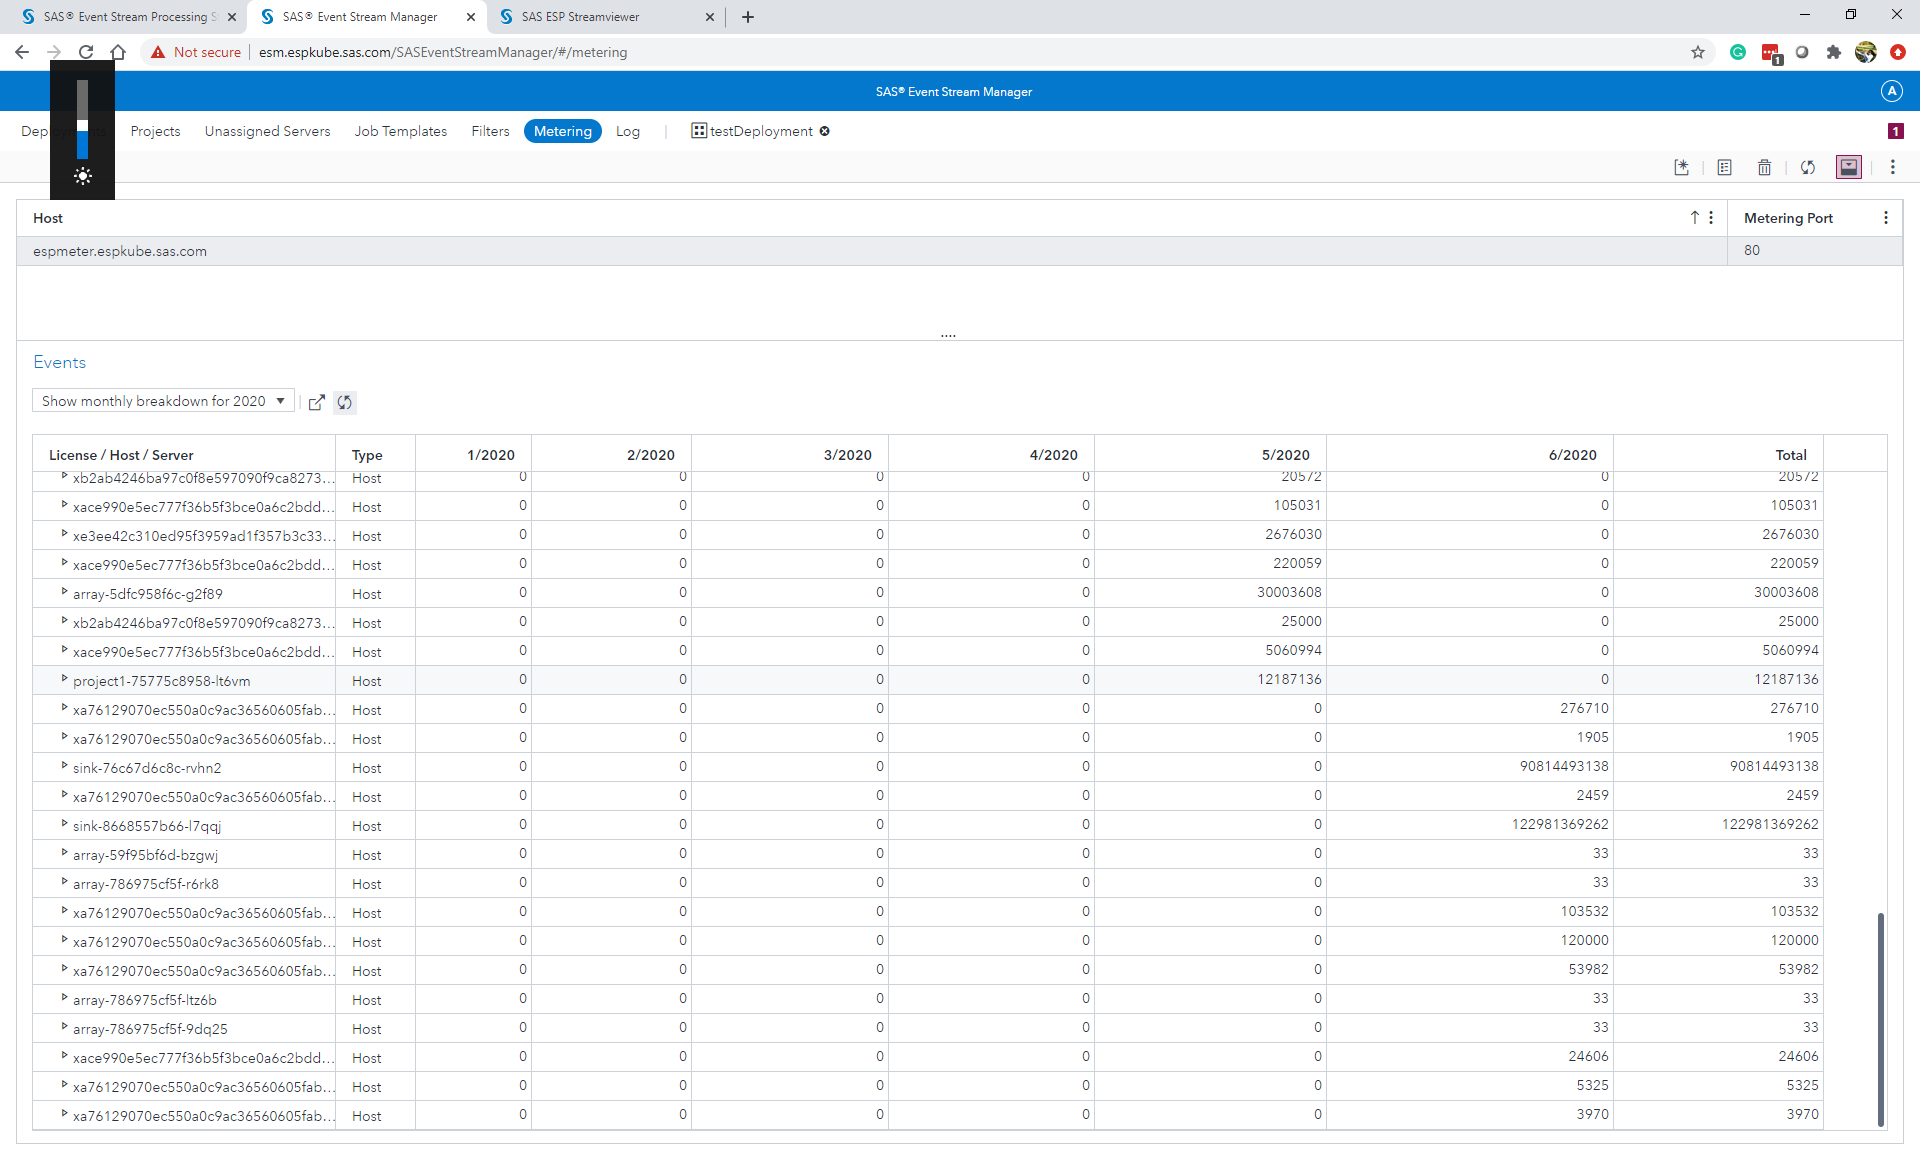 SAS® Event Stream Processing S
SAS® Event Stream Manager
SAS ESP Streamviewer
Not secure
esm.espkube.sas.com/SASEventStreamManager/#/metering
1
SAS® Event Stream Manager
A
Deployments Projects Unassigned Servers Job Templates Filters Metering Log testDeployment
1
Host Metering Port
espmeter.espkube.sas.com 80
Events
Show monthly breakdown for 2020
License / Host / Server Type 1/2020 2/2020 3/2020 4/2020 5/2020 6/2020 Total
xb2ab4246ba97c0f8e597090f9ca8273... Host 0 0 0 0 20572 0 20572
xace990e5ec777f36b5f3bce0a6c2bdd... Host 0 0 0 0 105031 0 105031
xe3ee42c310ed95f3959ad1f357b3c33... Host 0 0 0 0 2676030 0 2676030
xace990e5ec777f36b5f3bce0a6c2bdd... Host 0 0 0 0 220059 0 220059
array-5dfc958f6c-g2f89 Host 0 0 0 0 30003608 0 30003608
xb2ab4246ba97c0f8e597090f9ca8273... Host 0 0 0 0 25000 0 25000
xace990e5ec777f36b5f3bce0a6c2bdd... Host 0 0 0 0 5060994 0 5060994
project1-75775c8958-lt6vm Host 0 0 0 0 12187136 0 12187136
xa76129070ec550a0c9ac36560605fab... Host 0 0 0 0 0 276710 276710
xa76129070ec550a0c9ac36560605fab... Host 0 0 0 0 0 1905 1905
sink-76c67d6c8c-rvhn2 Host 0 0 0 0 0 90814493138 90814493138
xa76129070ec550a0c9ac36560605fab... Host 0 0 0 0 0 2459 2459
sink-8668557b66-l7qqj Host 0 0 0 0 0 122981369262 122981369262
array-59f95bf6d-bzgwj Host 0 0 0 0 0 33 33
array-786975cf5f-r6rk8 Host 0 0 0 0 0 33 33
xa76129070ec550a0c9ac36560605fab... Host 0 0 0 0 0 103532 103532
xa76129070ec550a0c9ac36560605fab... Host 0 0 0 0 0 120000 120000
xa76129070ec550a0c9ac36560605fab... Host 0 0 0 0 0 53982 53982
array-786975cf5f-ltz6b Host 0 0 0 0 0 33 33
array-786975cf5f-9dq25 Host 0 0 0 0 0 33 33
xace990e5ec777f36b5f3bce0a6c2bdd... Host 0 0 0 0 0 24606 24606
xa76129070ec550a0c9ac36560605fab... Host 0 0 0 0 0 5325 5325
xa76129070ec550a0c9ac36560605fab... Host 0 0 0 0 0 3970 3970